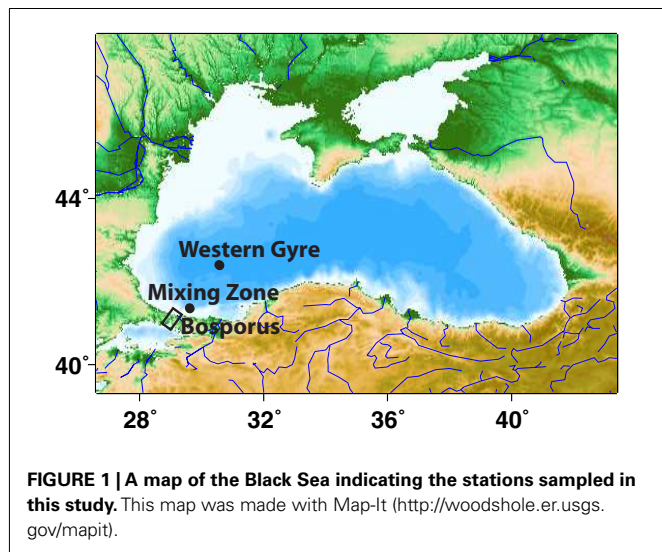 44°
40°
Western Gyre
Mixing Zone
Bosporus
28° 32° 36° 40°
FIGURE 1 | A map of the Black Sea indicating the stations sampled in
this study. This map was made with Map-It (http://woodshole.er.usgs.
gov/mapit).